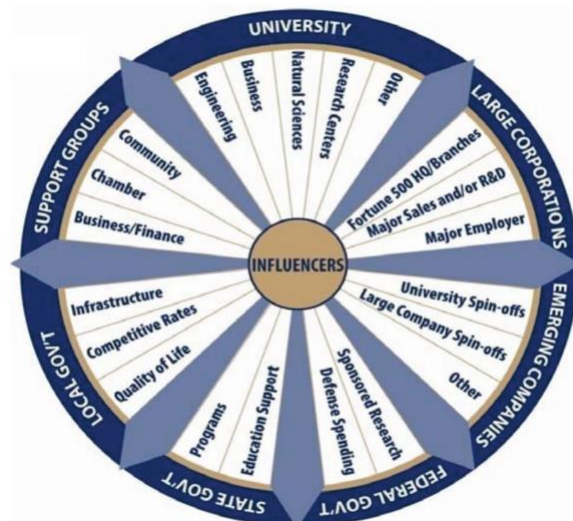 UNIVERSITY
Engineering
Business
Natural Sciences
Research Centers
Other
LARGE CORPORATIONS
Fortune 500 HQ/Branches
Major Sales and/or R&D
Major Employer
EMERGING COMPANIES
University Spin-offs
Large Company Spin-offs
Other
FEDERAL GOV'T
Sponsored Research
Defense Spending
STATE GOV'T
Education Support
Programs
LOCAL GOV'T
Quality of Life
Competitive Rates
Infrastructure
SUPPORT GROUPS
Business/Finance
Chamber
Community
INFLUENCERS